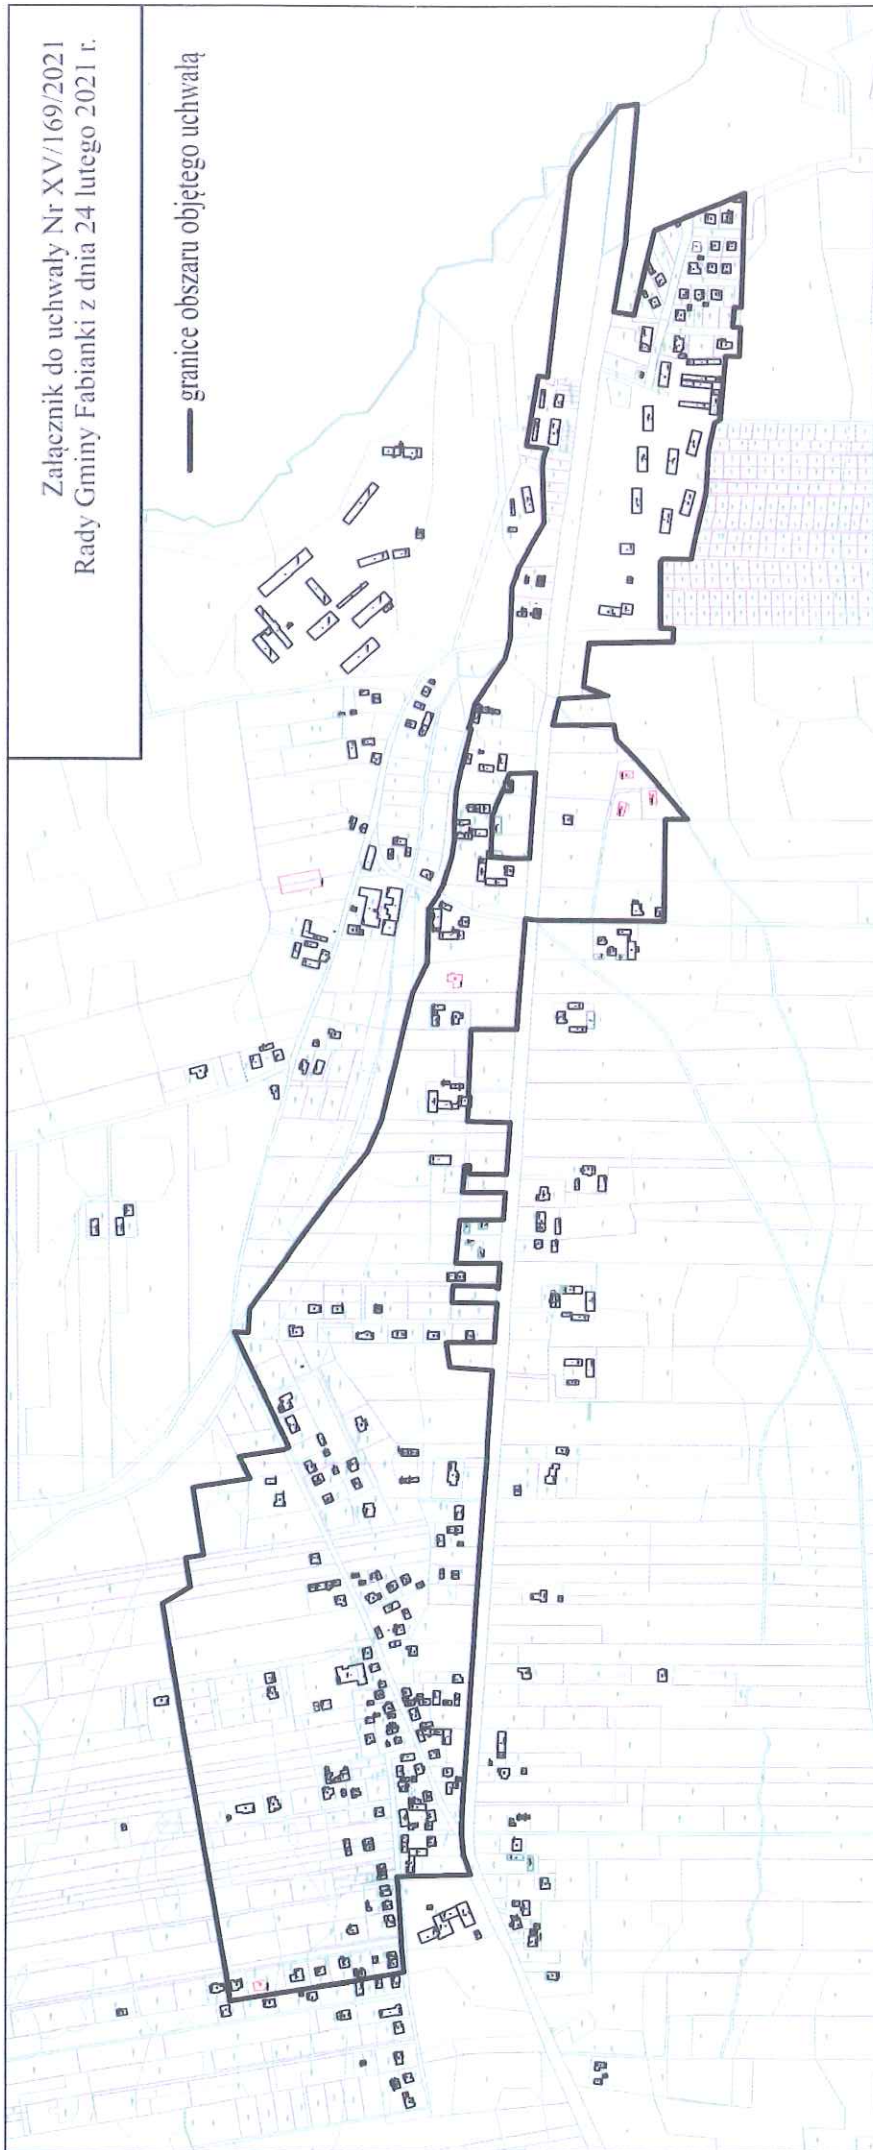 Załącznik do uchwały Nr XV/169/2021
Rady Gminy Fabianki z dnia 24 lutego 2021 r.
granice obszaru objętego uchwałą